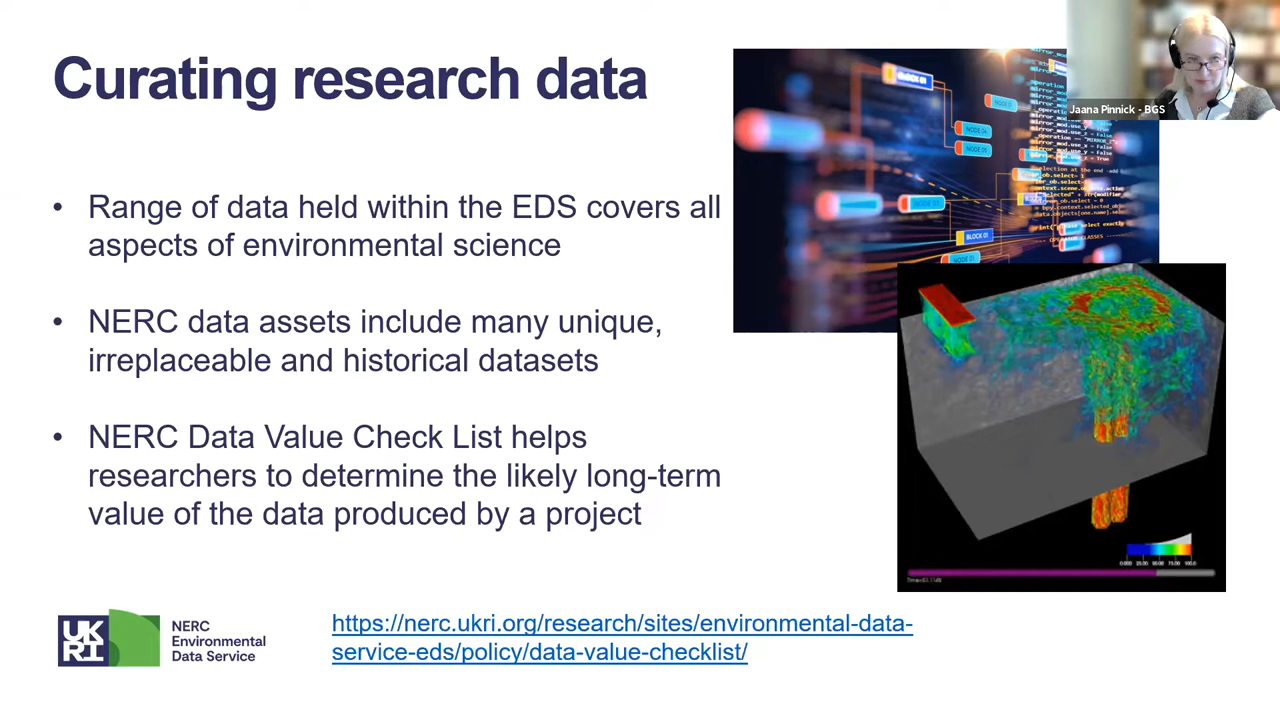 Curating research data
Jaana Pinnick - BGS
• Range of data held within the EDS covers all
aspects of environmental science
• NERC data assets include many unique,
irreplaceable and historical datasets
• NERC Data Value Check List helps
researchers to determine the likely long-term
value of the data produced by a project
BLOCK 01
UK
RI
NERC
Environmental
Data Service
https://nerc.ukri.org/research/sites/environmental-data-
service-eds/policy/data-value-checklist/